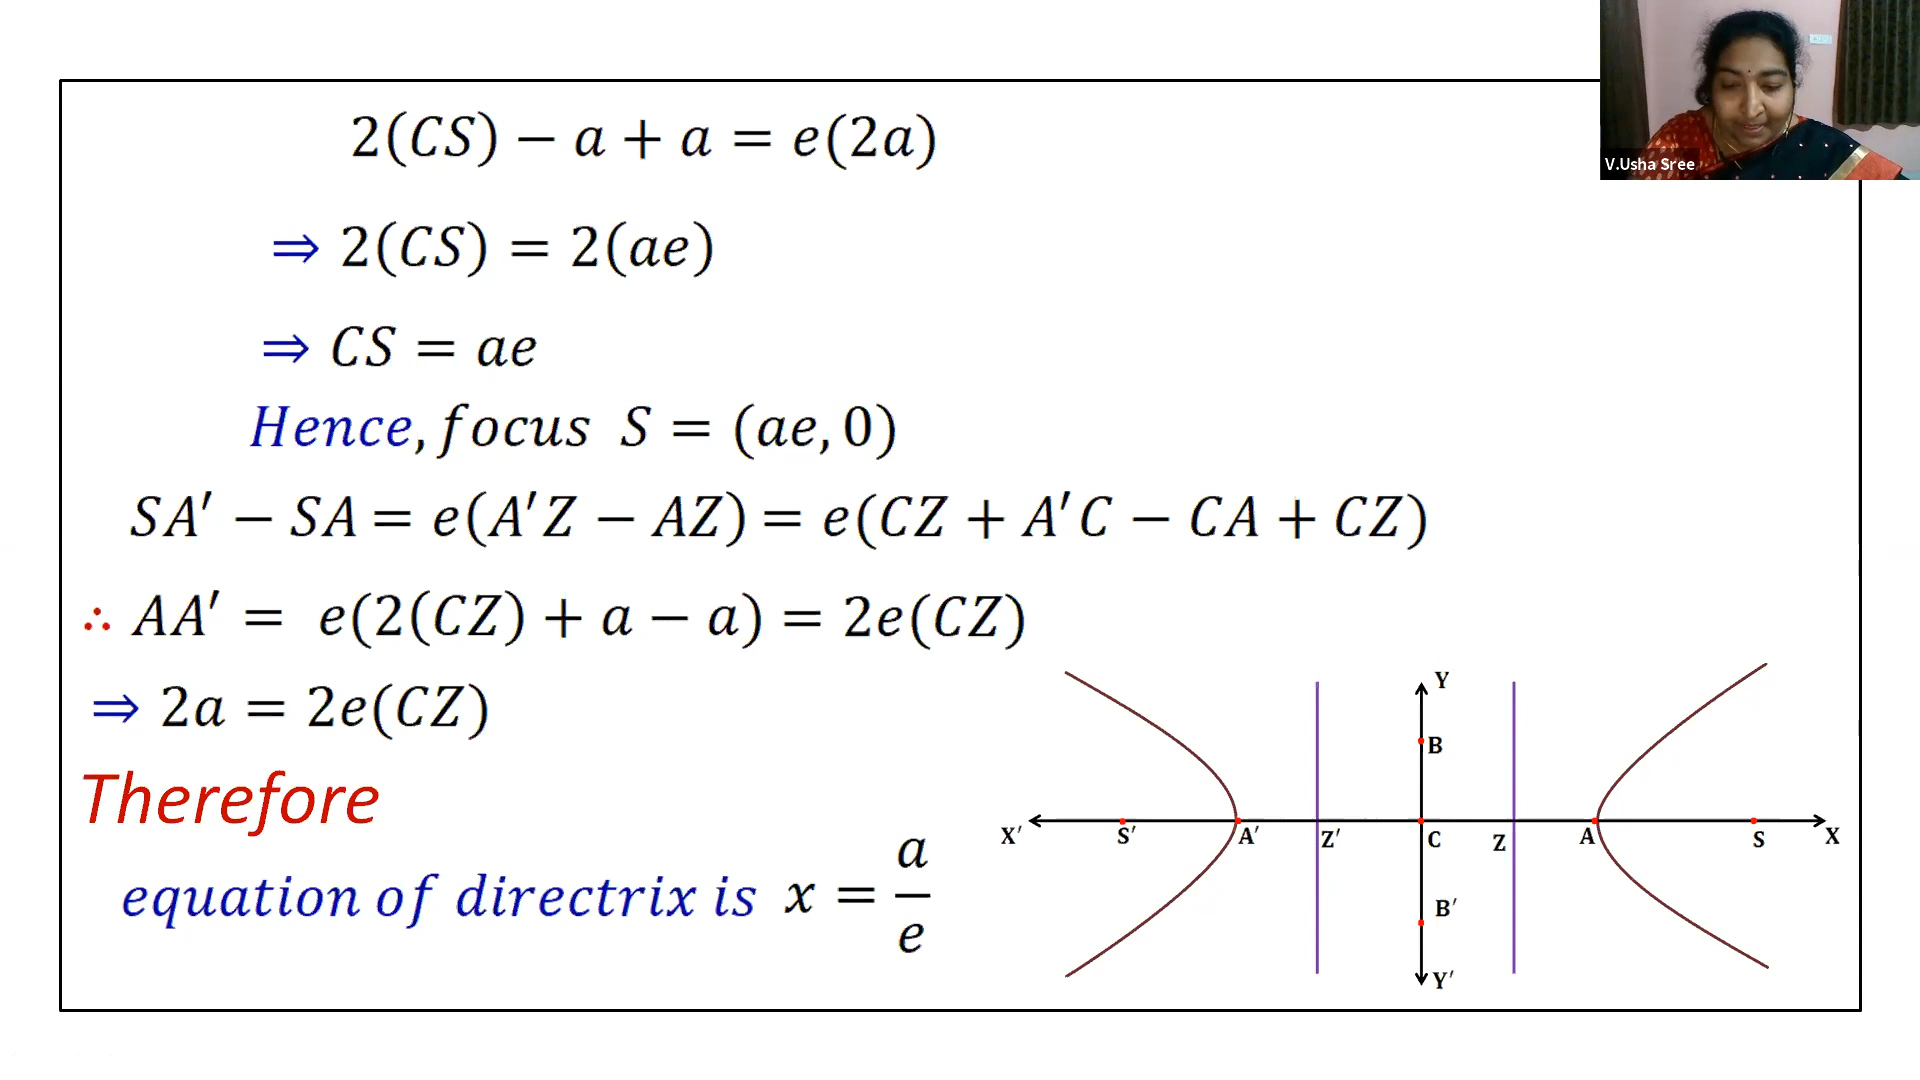 V.Usha Sree
2(CS) − a + a = e(2a)
⇒ 2(CS) = 2(ae)
⇒ CS = ae
Hence, focus S = (ae, 0)
SA′ − SA = e(A′Z − AZ) = e(CZ + A′C − CA + CZ)
∴ AA′ = e(2(CZ) + a − a) = 2e(CZ)
⇒ 2a = 2e(CZ)
Therefore
equation of directrix is x = a/e
Y
B
X′ S′ A′ Z′ C Z A S X
B′
Y′